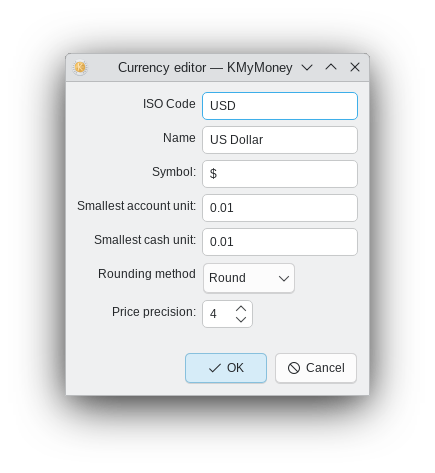 Currency editor — KMyMoney
ISO Code USD
Name US Dollar
Symbol: $
Smallest account unit: 0.01
Smallest cash unit: 0.01
Rounding method Round
Price precision: 4
OK Cancel